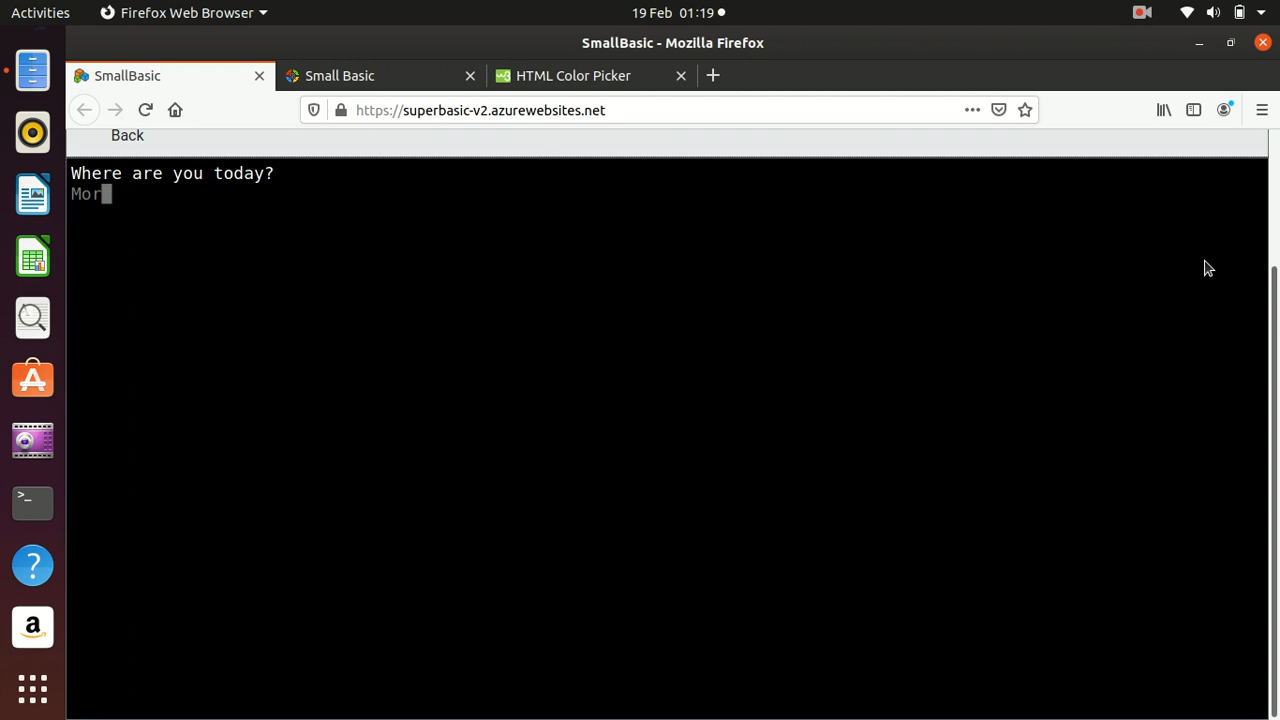 Activities Firefox Web Browser 19 Feb 01:19
SmallBasic - Mozilla Firefox
SmallBasic Small Basic HTML Color Picker
https://superbasic-v2.azurewebsites.net
Back
Where are you today?
Mor